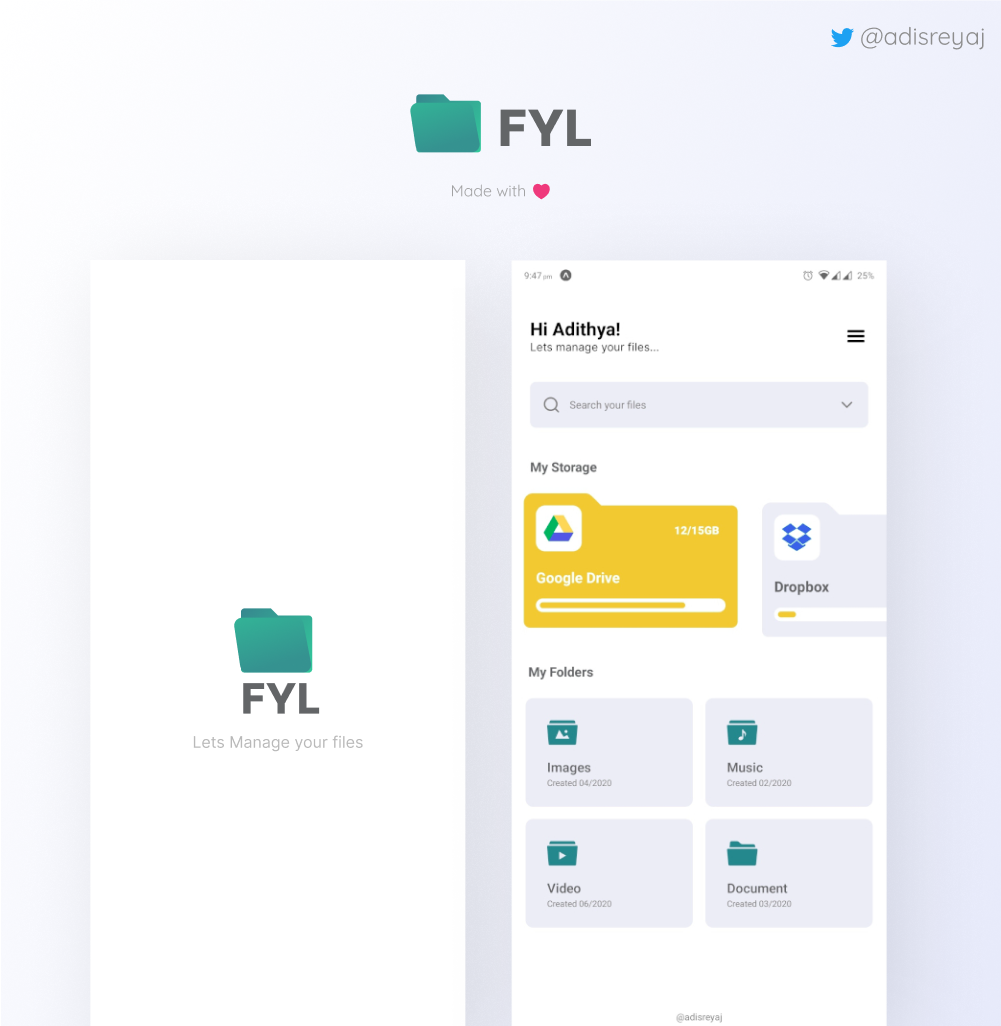 @adisreyaj
FYL
Made with
9:47 pm
25%
Hi Adithya!
Lets manage your files...
Search your files
My Storage
12/15GB
Google Drive
Dropbox
FYL
Lets Manage your files
My Folders
Images
Created 04/2020
Music
Created 02/2020
Video
Created 06/2020
Document
Created 03/2020
@adisreyaj